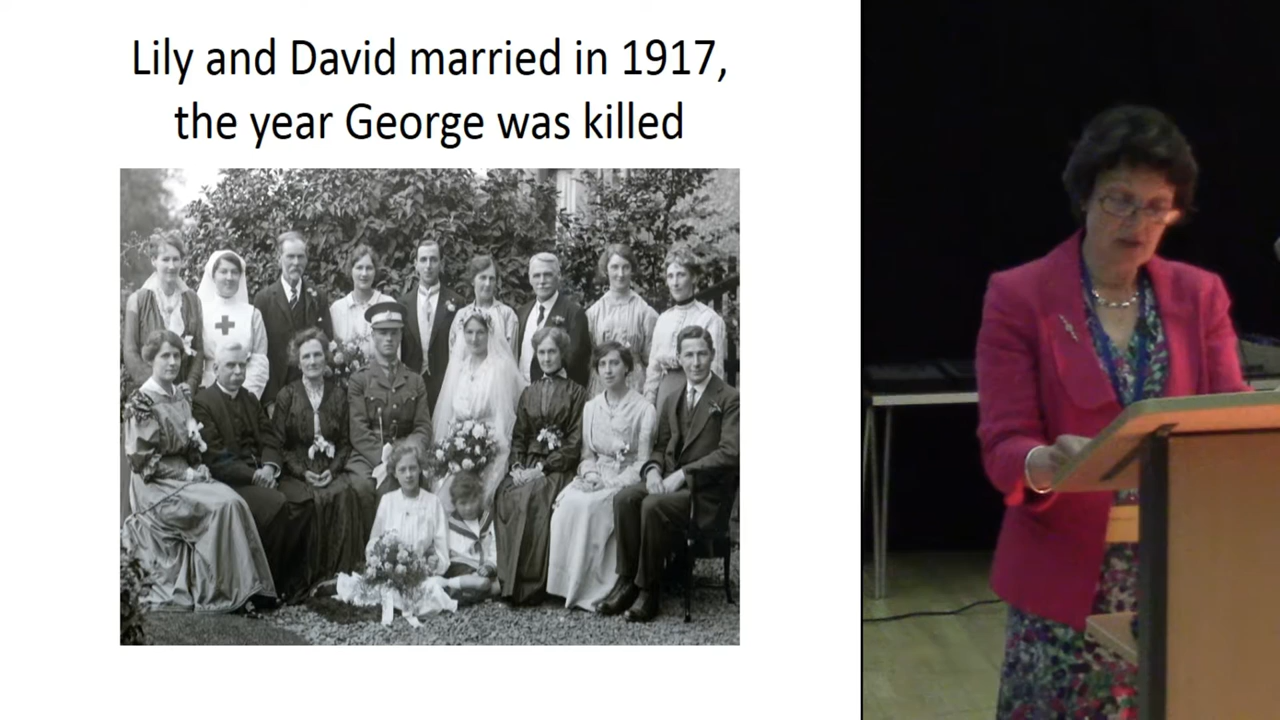 Lily and David married in 1917,
the year George was killed